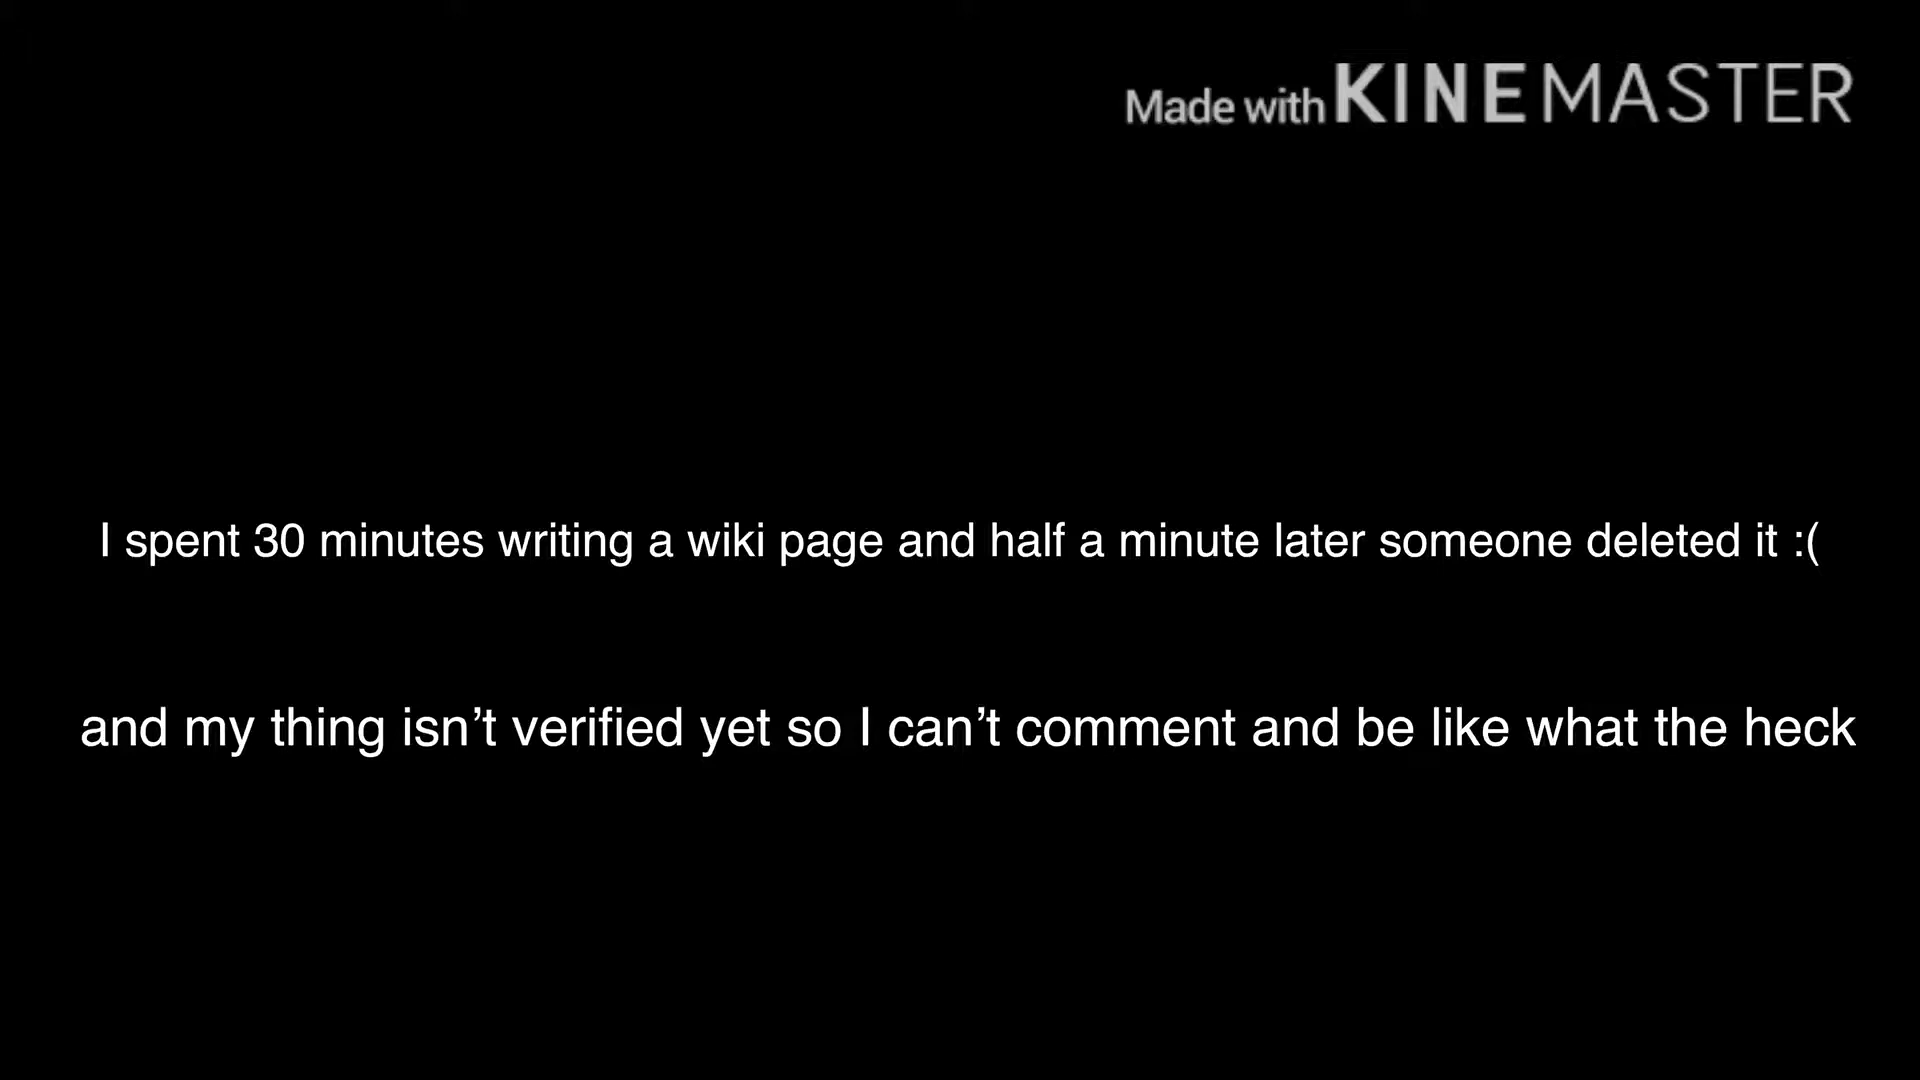 Made with KINEMASTER
I spent 30 minutes writing a wiki page and half a minute later someone deleted it :(
and my thing isn’t verified yet so I can’t comment and be like what the heck